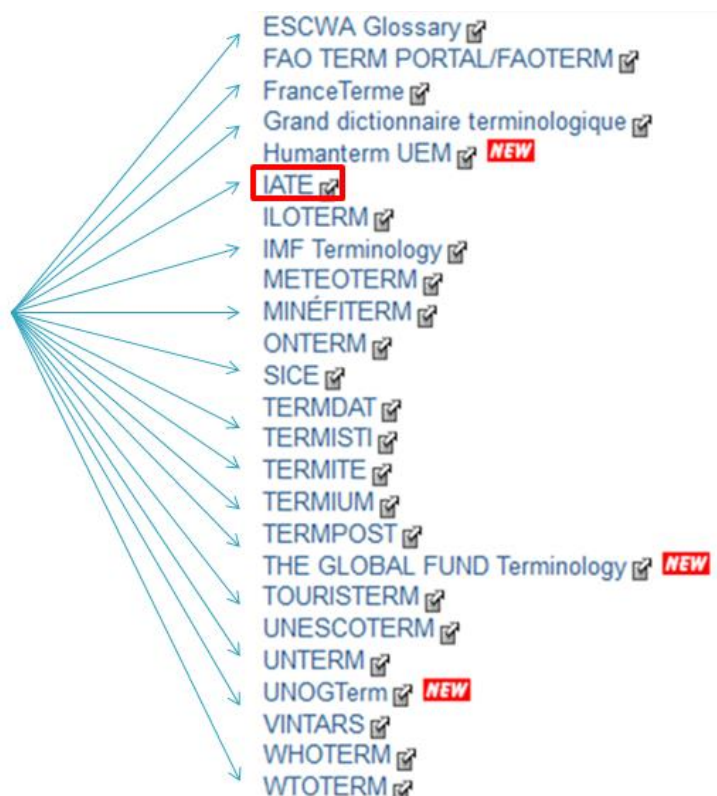 ESCWA Glossary
FAO TERM PORTAL/FAOTERM
FranceTerme
Grand dictionnaire terminologique
Humanterm UEM NEW
IATE
ILOTERM
IMF Terminology
METEOTERM
MINÉFITERM
ONTERM
SICE
TERMDAT
TERMISTI
TERMITE
TERMIUM
TERMPOST
THE GLOBAL FUND Terminology NEW
TOURISTERM
UNESCOTERM
UNTERM
UNOGTerm NEW
VINTARS
WHOTERM
WTOTERM